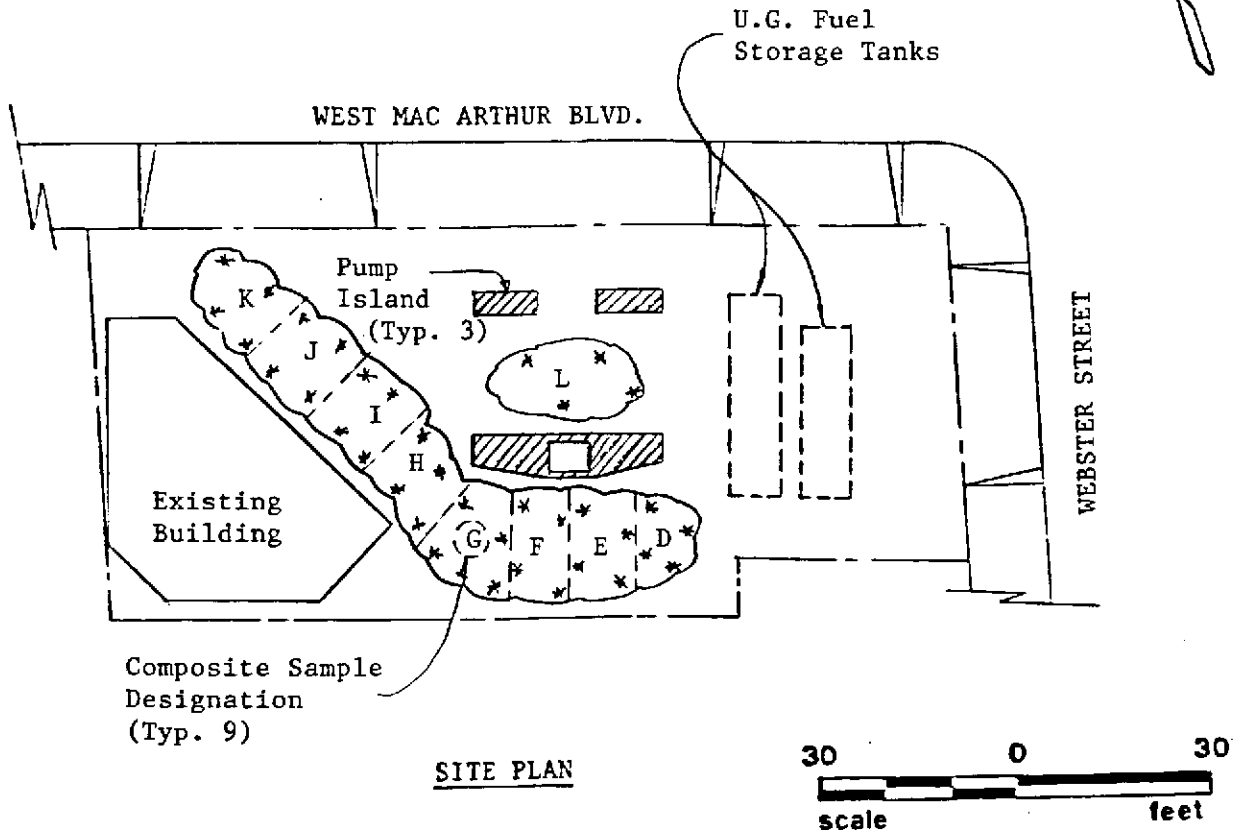 U.G. Fuel
Storage Tanks
WEST MAC ARTHUR BLVD.
Pump
Island
(Typ. 3)
K
J
I
H
L
G
F
E
D
Existing
Building
WEBSTER STREET
Composite Sample
Designation
(Typ. 9)
SITE PLAN
30 0 30
scale feet